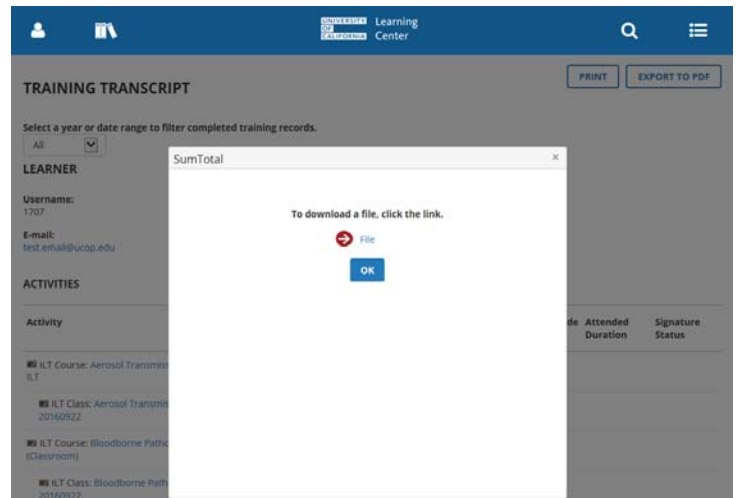 UNIVERSITY
OF
CALIFORNIA
Learning
Center
TRAINING TRANSCRIPT
PRINT
EXPORT TO PDF
Select a year or date range to filter completed training records.
All
SumTotal
×
LEARNER
Username:
1707
To download a file, click the link.
E-mail:
test.email@ucop.edu
File
OK
ACTIVITIES
Activity
de
Attended
Duration
Signature
Status
ILT Course: Aerosol Transmis
ILT
ILT Class: Aerosol Transmis
20160922
ILT Course: Bloodborne Patho
(Classroom)
ILT Class: Bloodborne Path
20160922